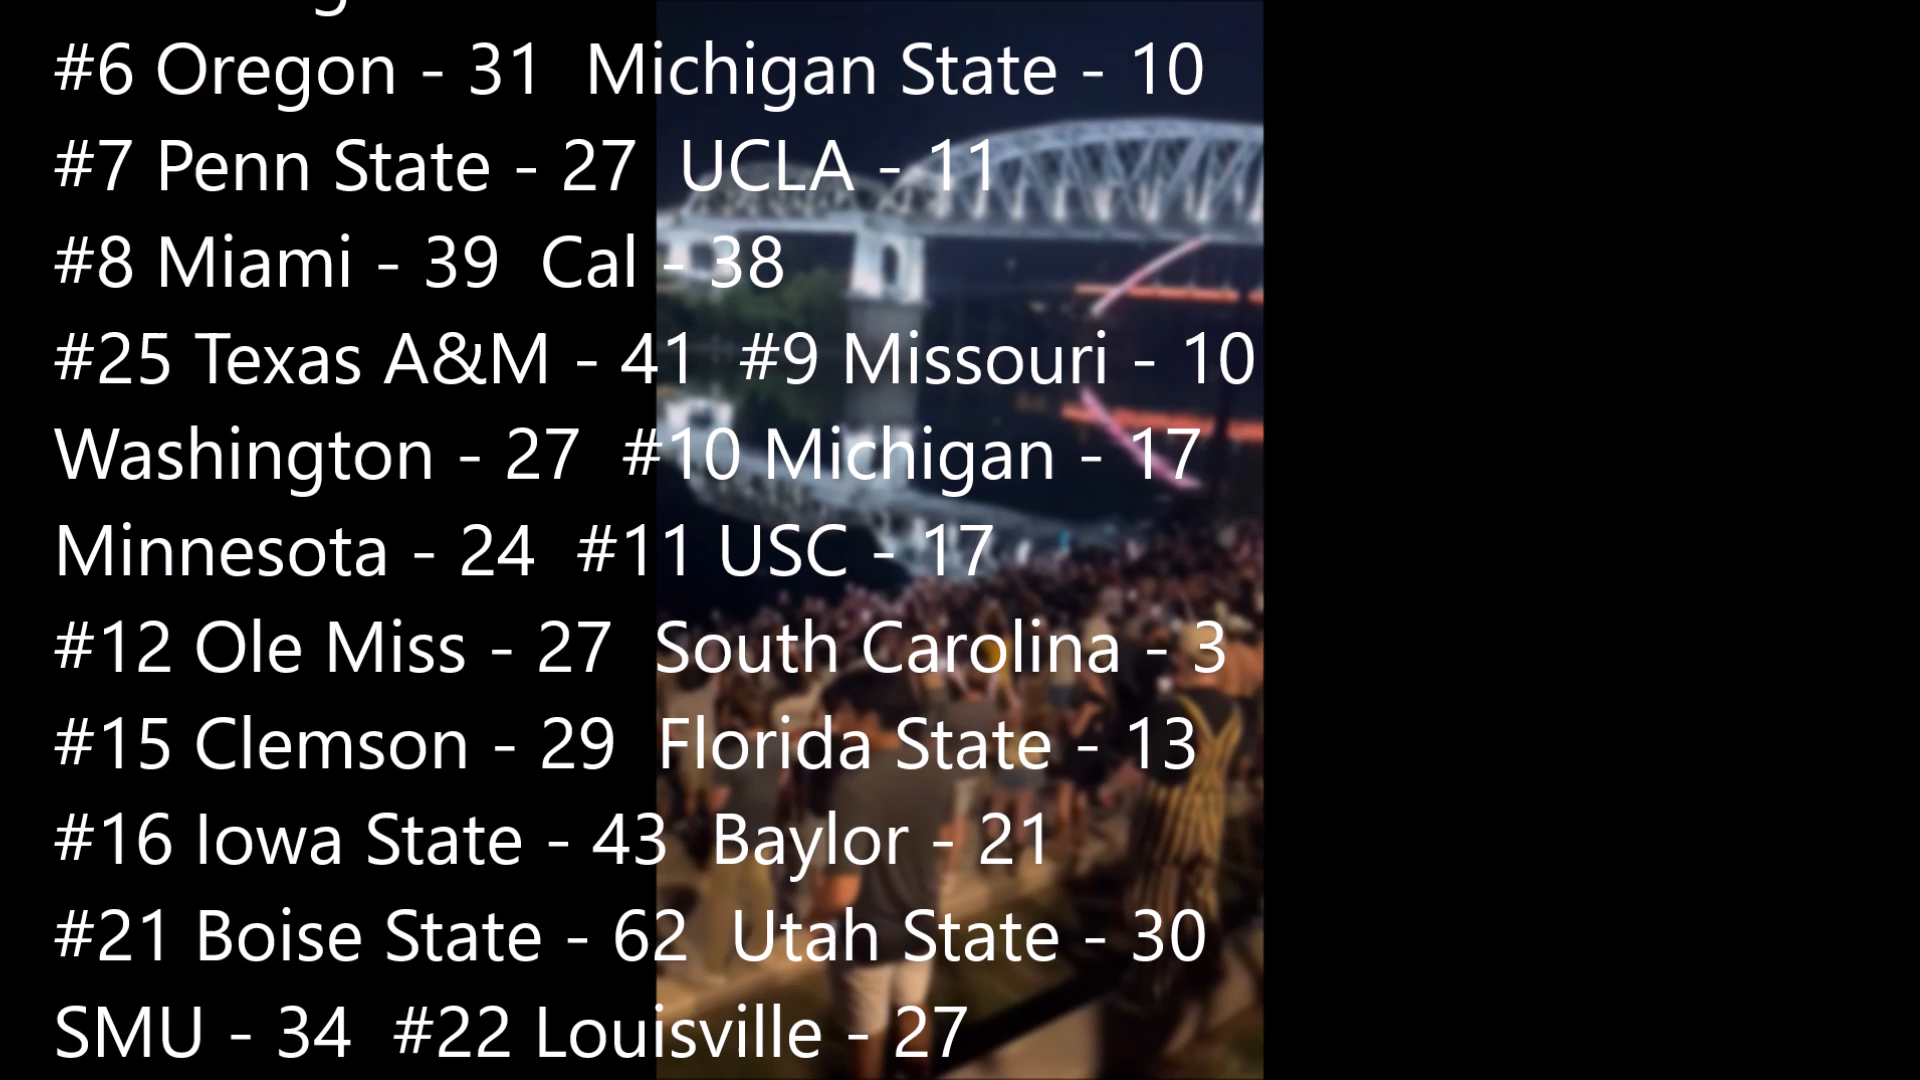 #6 Oregon - 31  Michigan State - 10
#7 Penn State - 27  UCLA - 11
#8 Miami - 39  Cal - 38
#25 Texas A&M - 41  #9 Missouri - 10
Washington - 27  #10 Michigan - 17
Minnesota - 24  #11 USC - 17
#12 Ole Miss - 27  South Carolina - 3
#15 Clemson - 29  Florida State - 13
#16 Iowa State - 43  Baylor - 21
#21 Boise State - 62  Utah State - 30
SMU - 34  #22 Louisville - 27